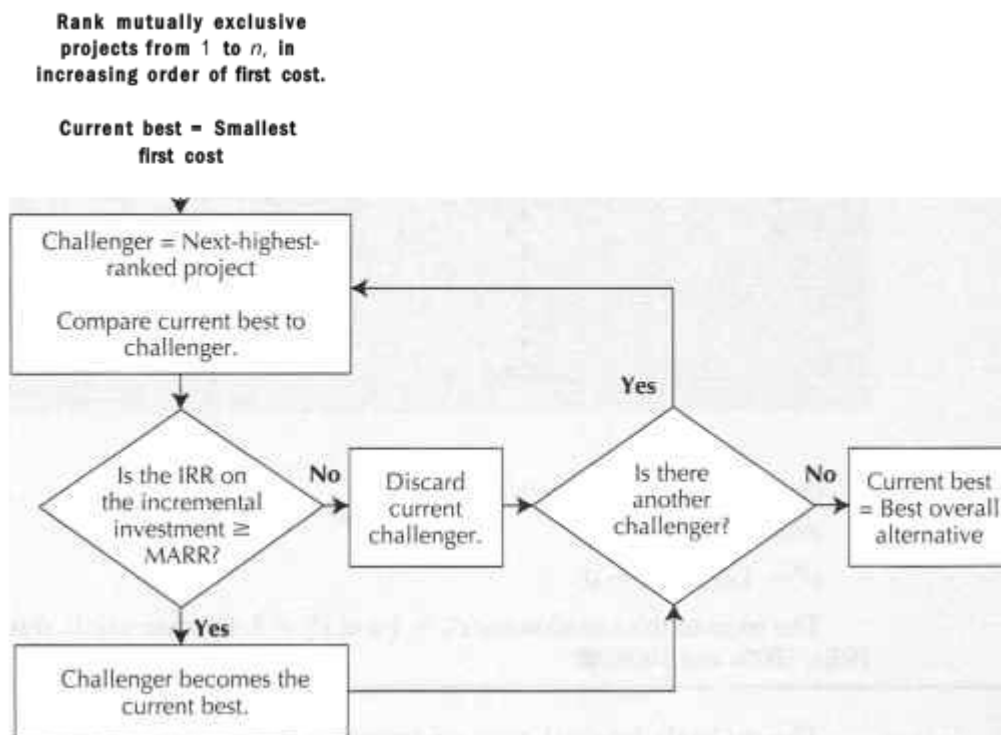 Rank mutually exclusive
projects from 1 to n, in
increasing order of first cost.
Current best = Smallest
first cost
Challenger = Next-highest-
ranked project
Compare current best to
challenger.
Yes
Is the IRR on
the incremental
investment ≥
MARR?
No
Discard
current
challenger.
Is there
another
challenger?
No
Current best
= Best overall
alternative
Yes
Challenger becomes the
current best.